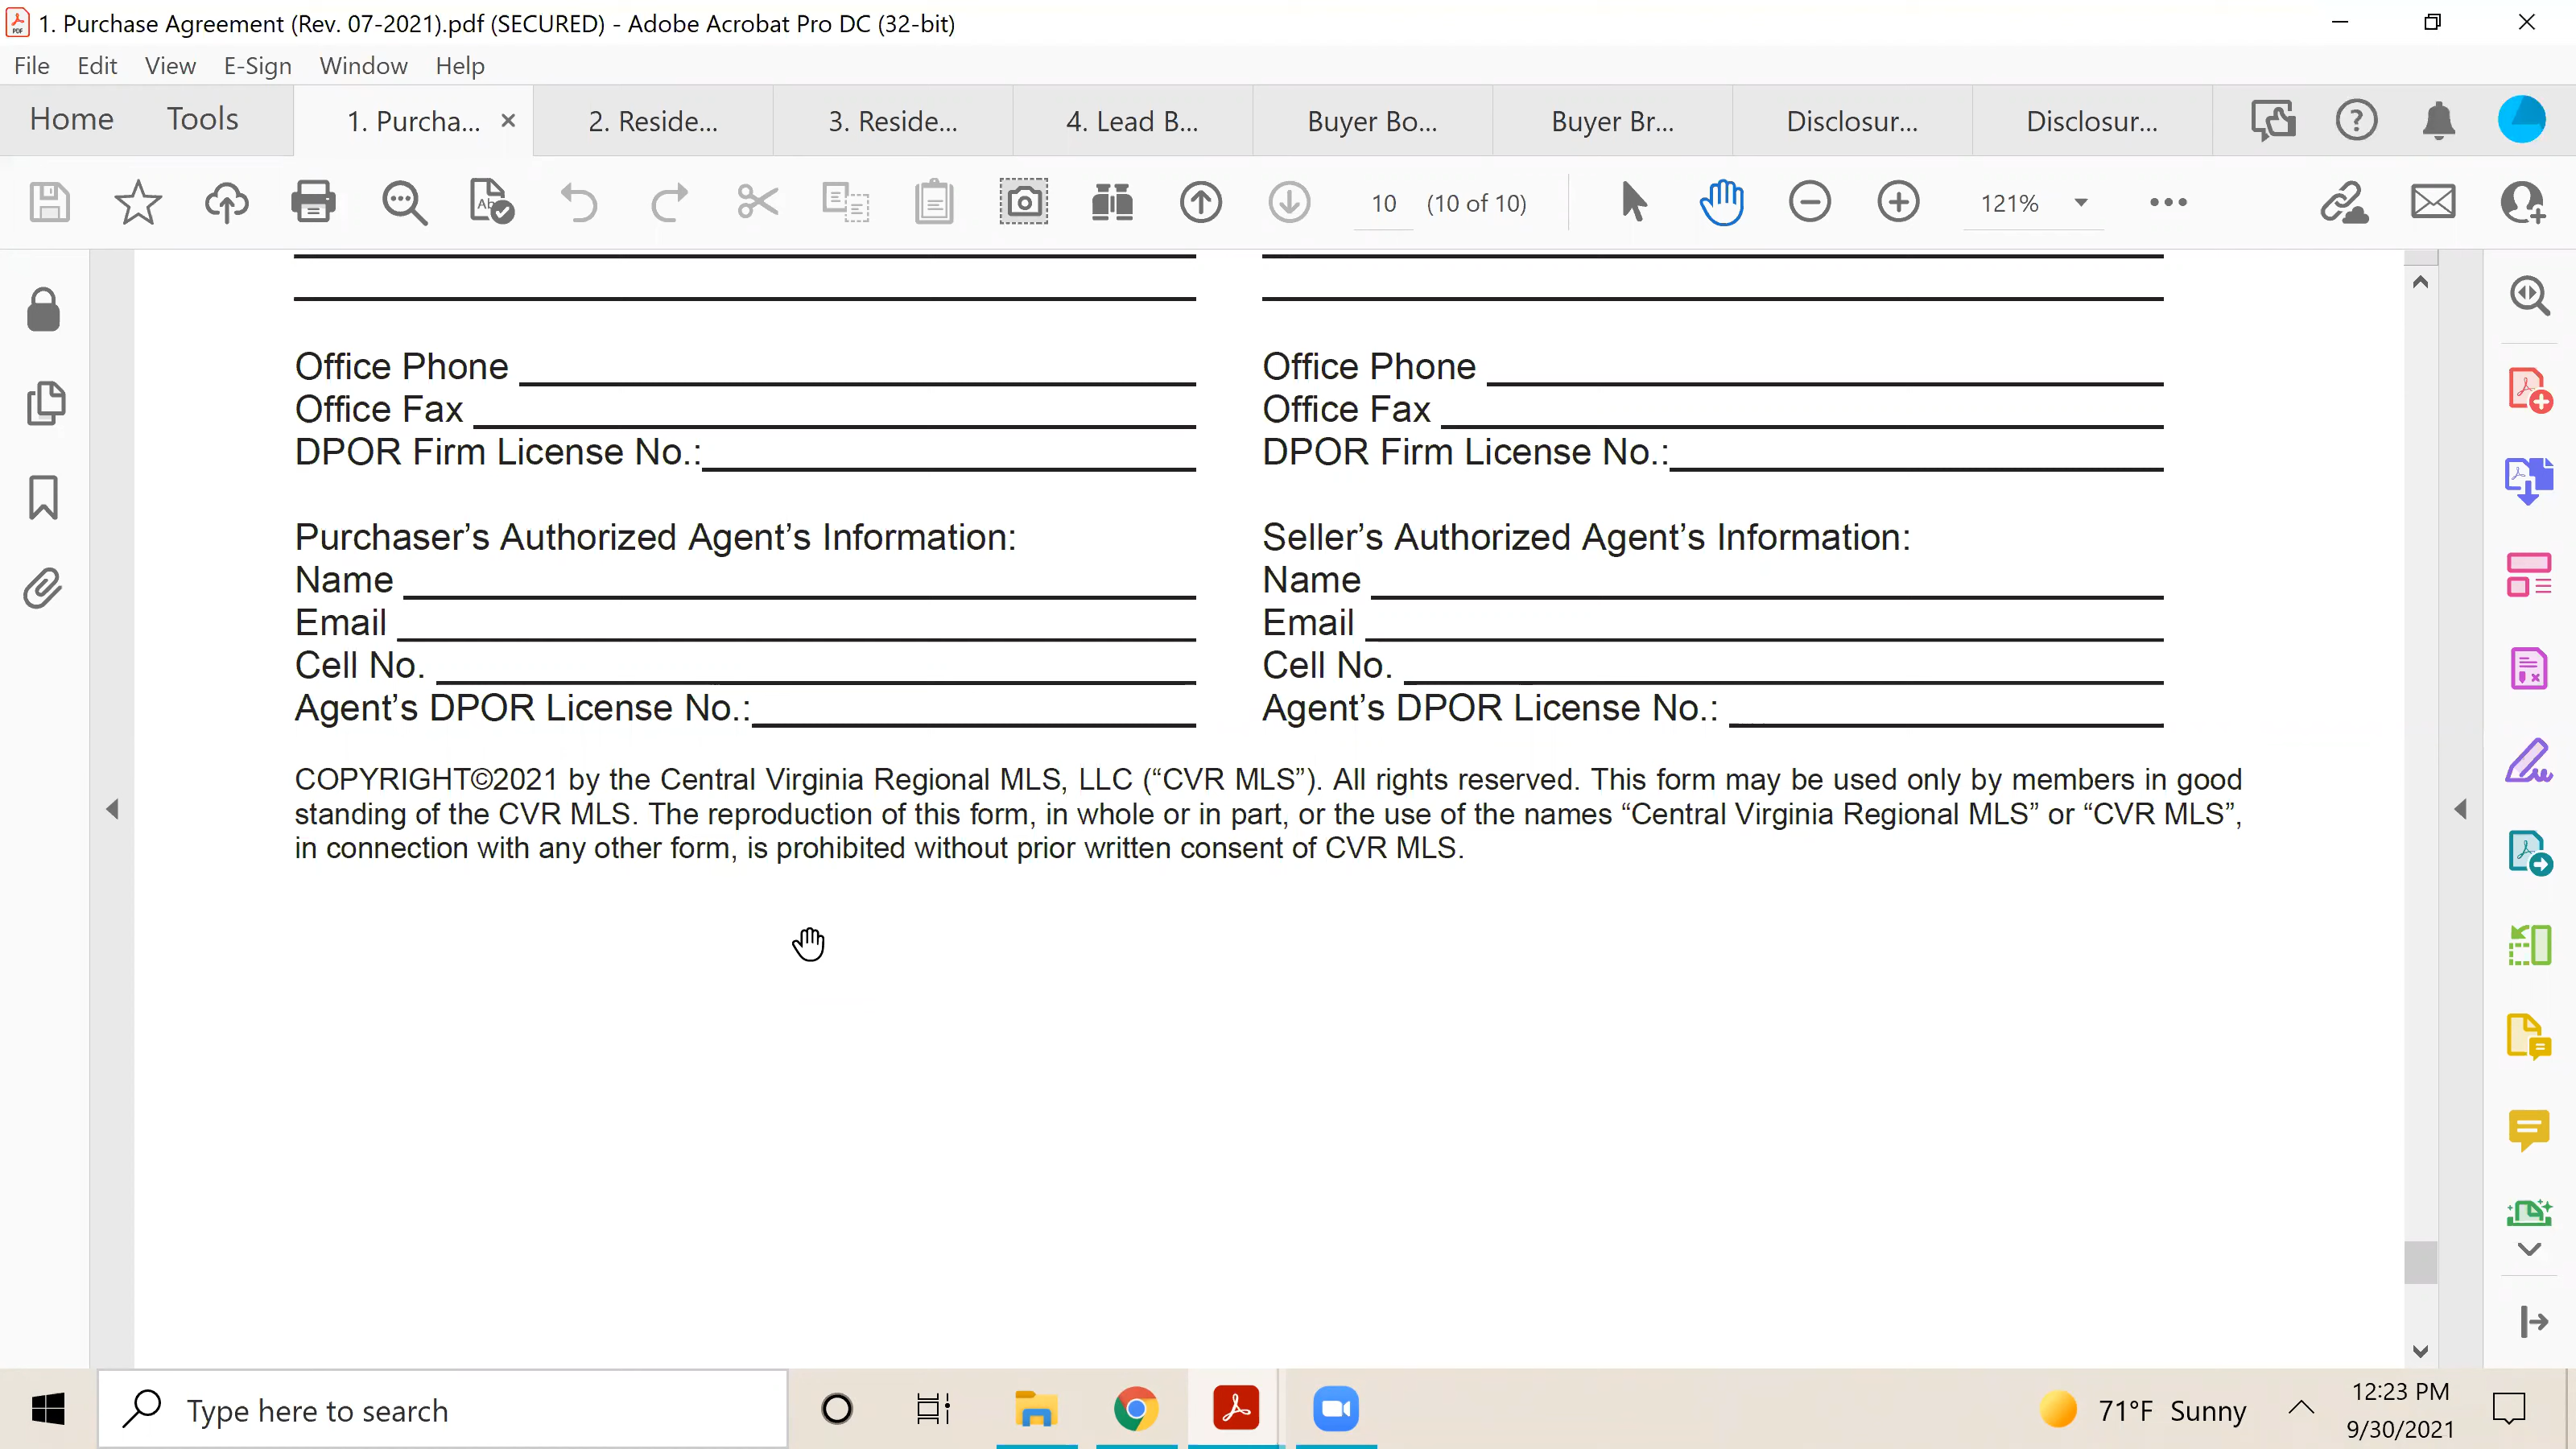 1. Purchase Agreement (Rev. 07-2021).pdf (SECURED) - Adobe Acrobat Pro DC (32-bit)
File Edit View E-Sign Window Help
Home Tools 1. Purcha... × 2. Reside... 3. Reside... 4. Lead B... Buyer Bo... Buyer Br... Disclosur... Disclosur...
10 (10 of 10) 121%
Office Phone Office Phone
Office Fax Office Fax
DPOR Firm License No.: DPOR Firm License No.:
Purchaser’s Authorized Agent’s Information: Seller’s Authorized Agent’s Information:
Name Name
Email Email
Cell No. Cell No.
Agent’s DPOR License No.: Agent’s DPOR License No.:
COPYRIGHT©2021 by the Central Virginia Regional MLS, LLC (“CVR MLS”). All rights reserved. This form may be used only by members in good
standing of the CVR MLS. The reproduction of this form, in whole or in part, or the use of the names “Central Virginia Regional MLS” or “CVR MLS”,
in connection with any other form, is prohibited without prior written consent of CVR MLS.
Type here to search
71°F Sunny
12:23 PM
9/30/2021